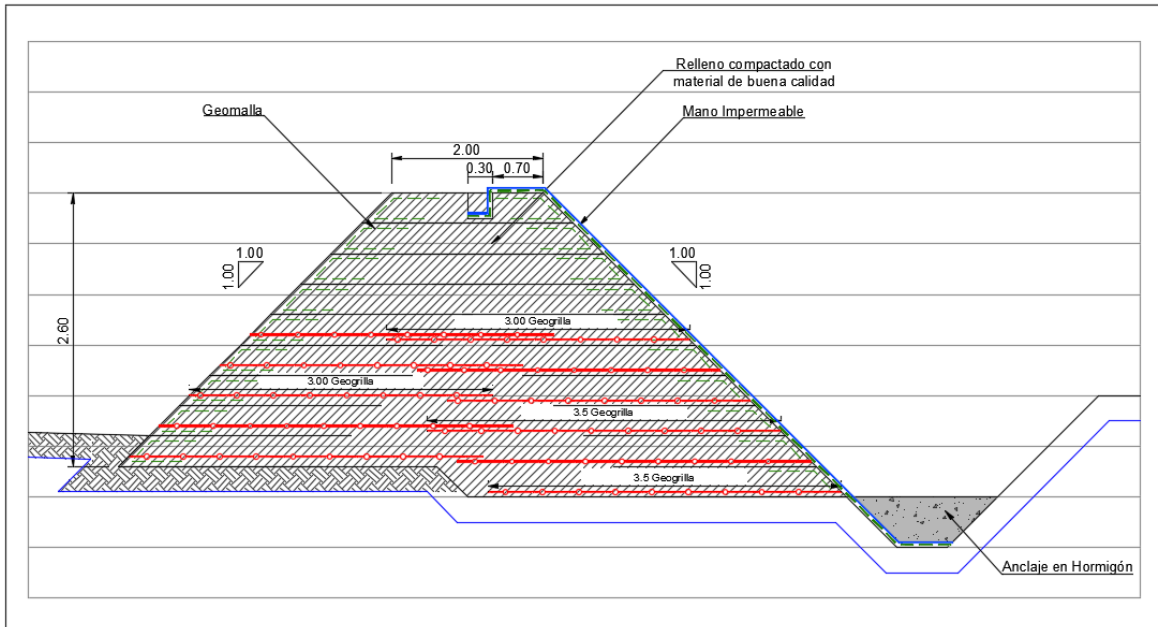 Relleno compactado con
material de buena calidad
Geomalla
Mano Impermeable
2.00
0.30
0.70
1.00
1.00
1.00
1.00
2.60
3.00 Geogrilla
3.00 Geogrilla
3.5 Geogrilla
3.5 Geogrilla
Anclaje en Hormigón